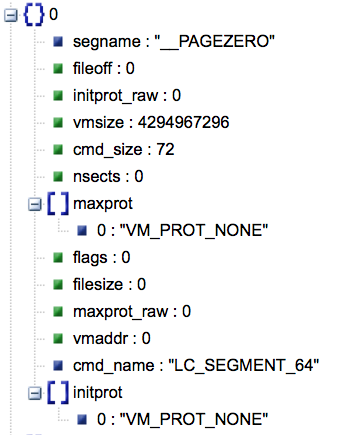 0
segname : "__PAGEZERO"
fileoff : 0
initprot_raw : 0
vmsize : 4294967296
cmd_size : 72
nsects : 0
maxprot
0 : "VM_PROT_NONE"
flags : 0
filesize : 0
maxprot_raw : 0
vmaddr : 0
cmd_name : "LC_SEGMENT_64"
initprot
0 : "VM_PROT_NONE"